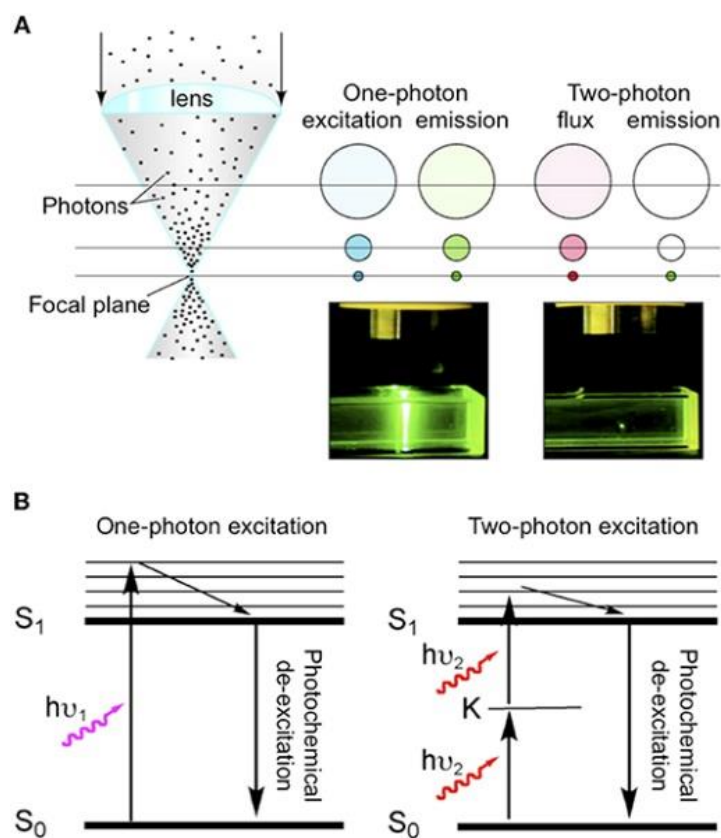 A
lens
One-photon
excitation emission
Two-photon
flux emission
Photons
Focal plane
B
One-photon excitation
Two-photon excitation
S₁
hυ₁
Photochemical
de-excitation
S₀
S₁
hυ₂
K
hυ₂
Photochemical
de-excitation
S₀